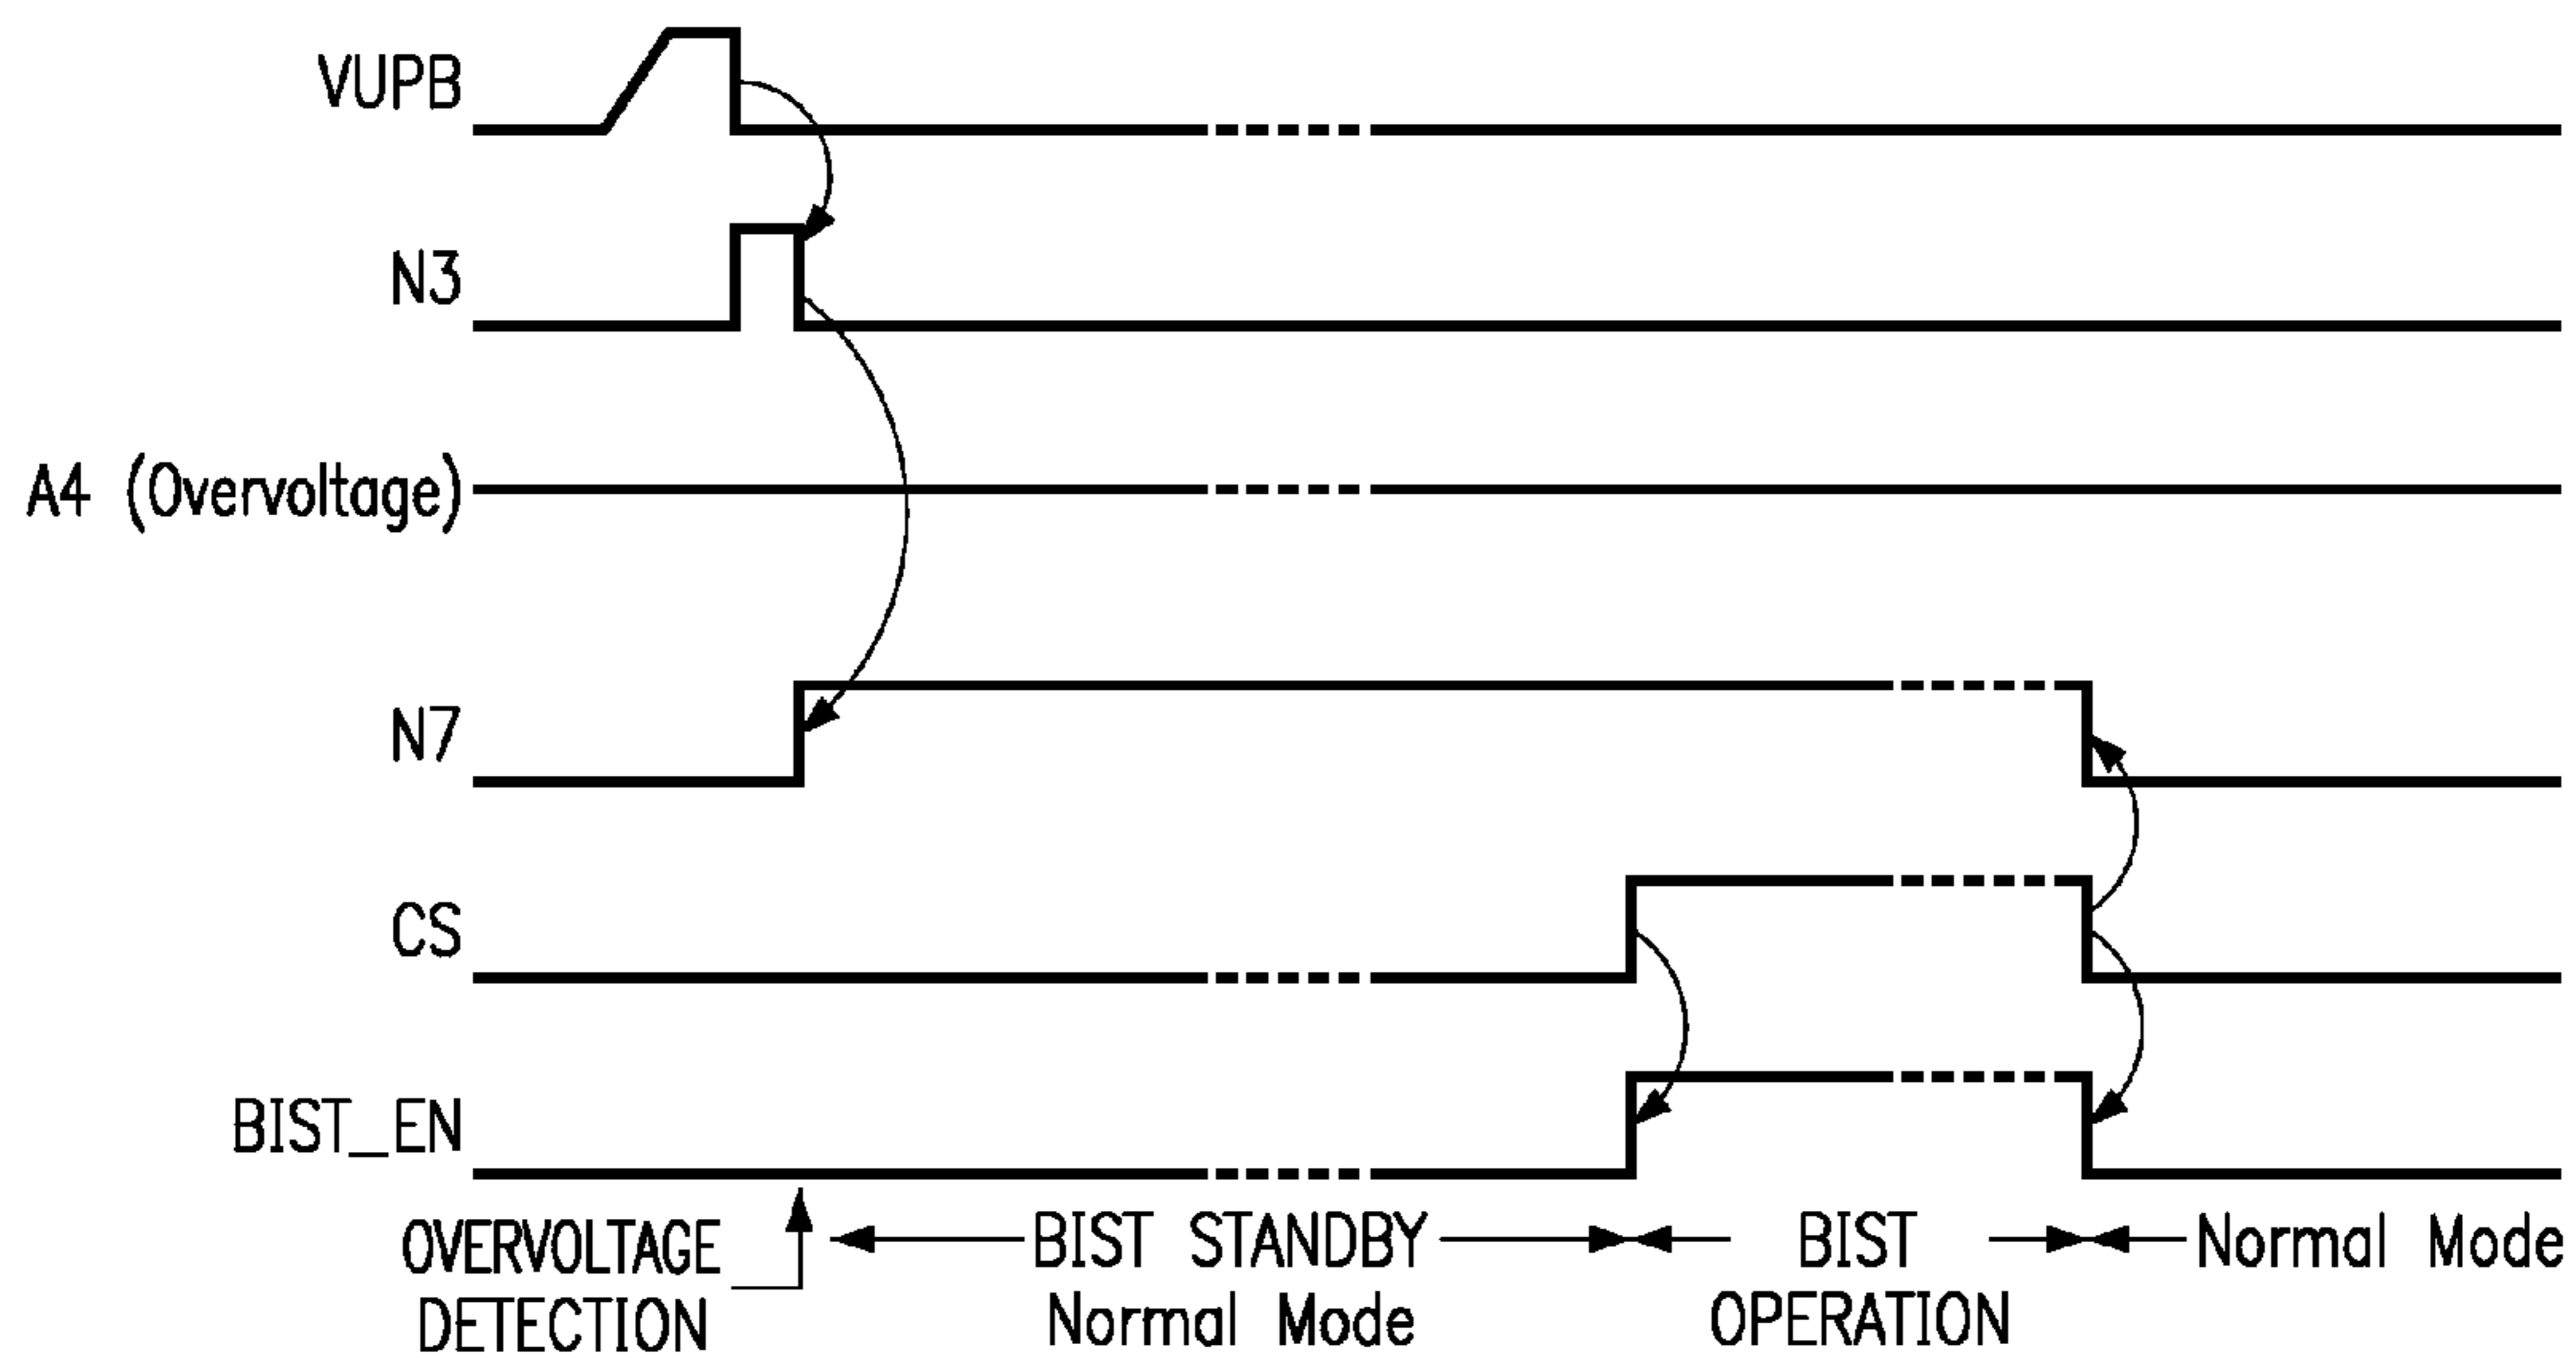 VUPB
N3
A4 (Overvoltage)
N7
CS
BIST_EN
OVERVOLTAGE
DETECTION
BIST STANDBY
Normal Mode
BIST
OPERATION
Normal Mode